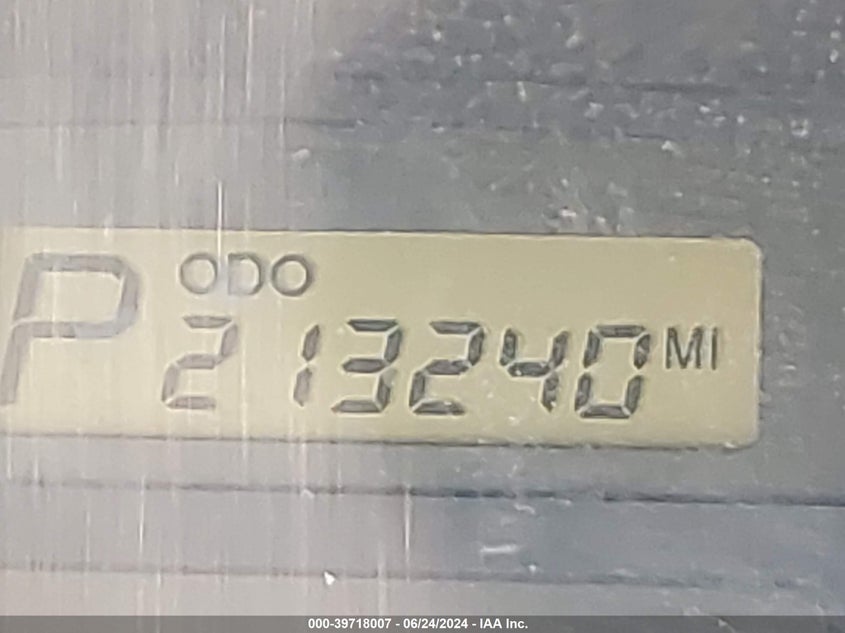 P ODO
213240 MI
000-39718007 - 06/24/2024 - IAA Inc.